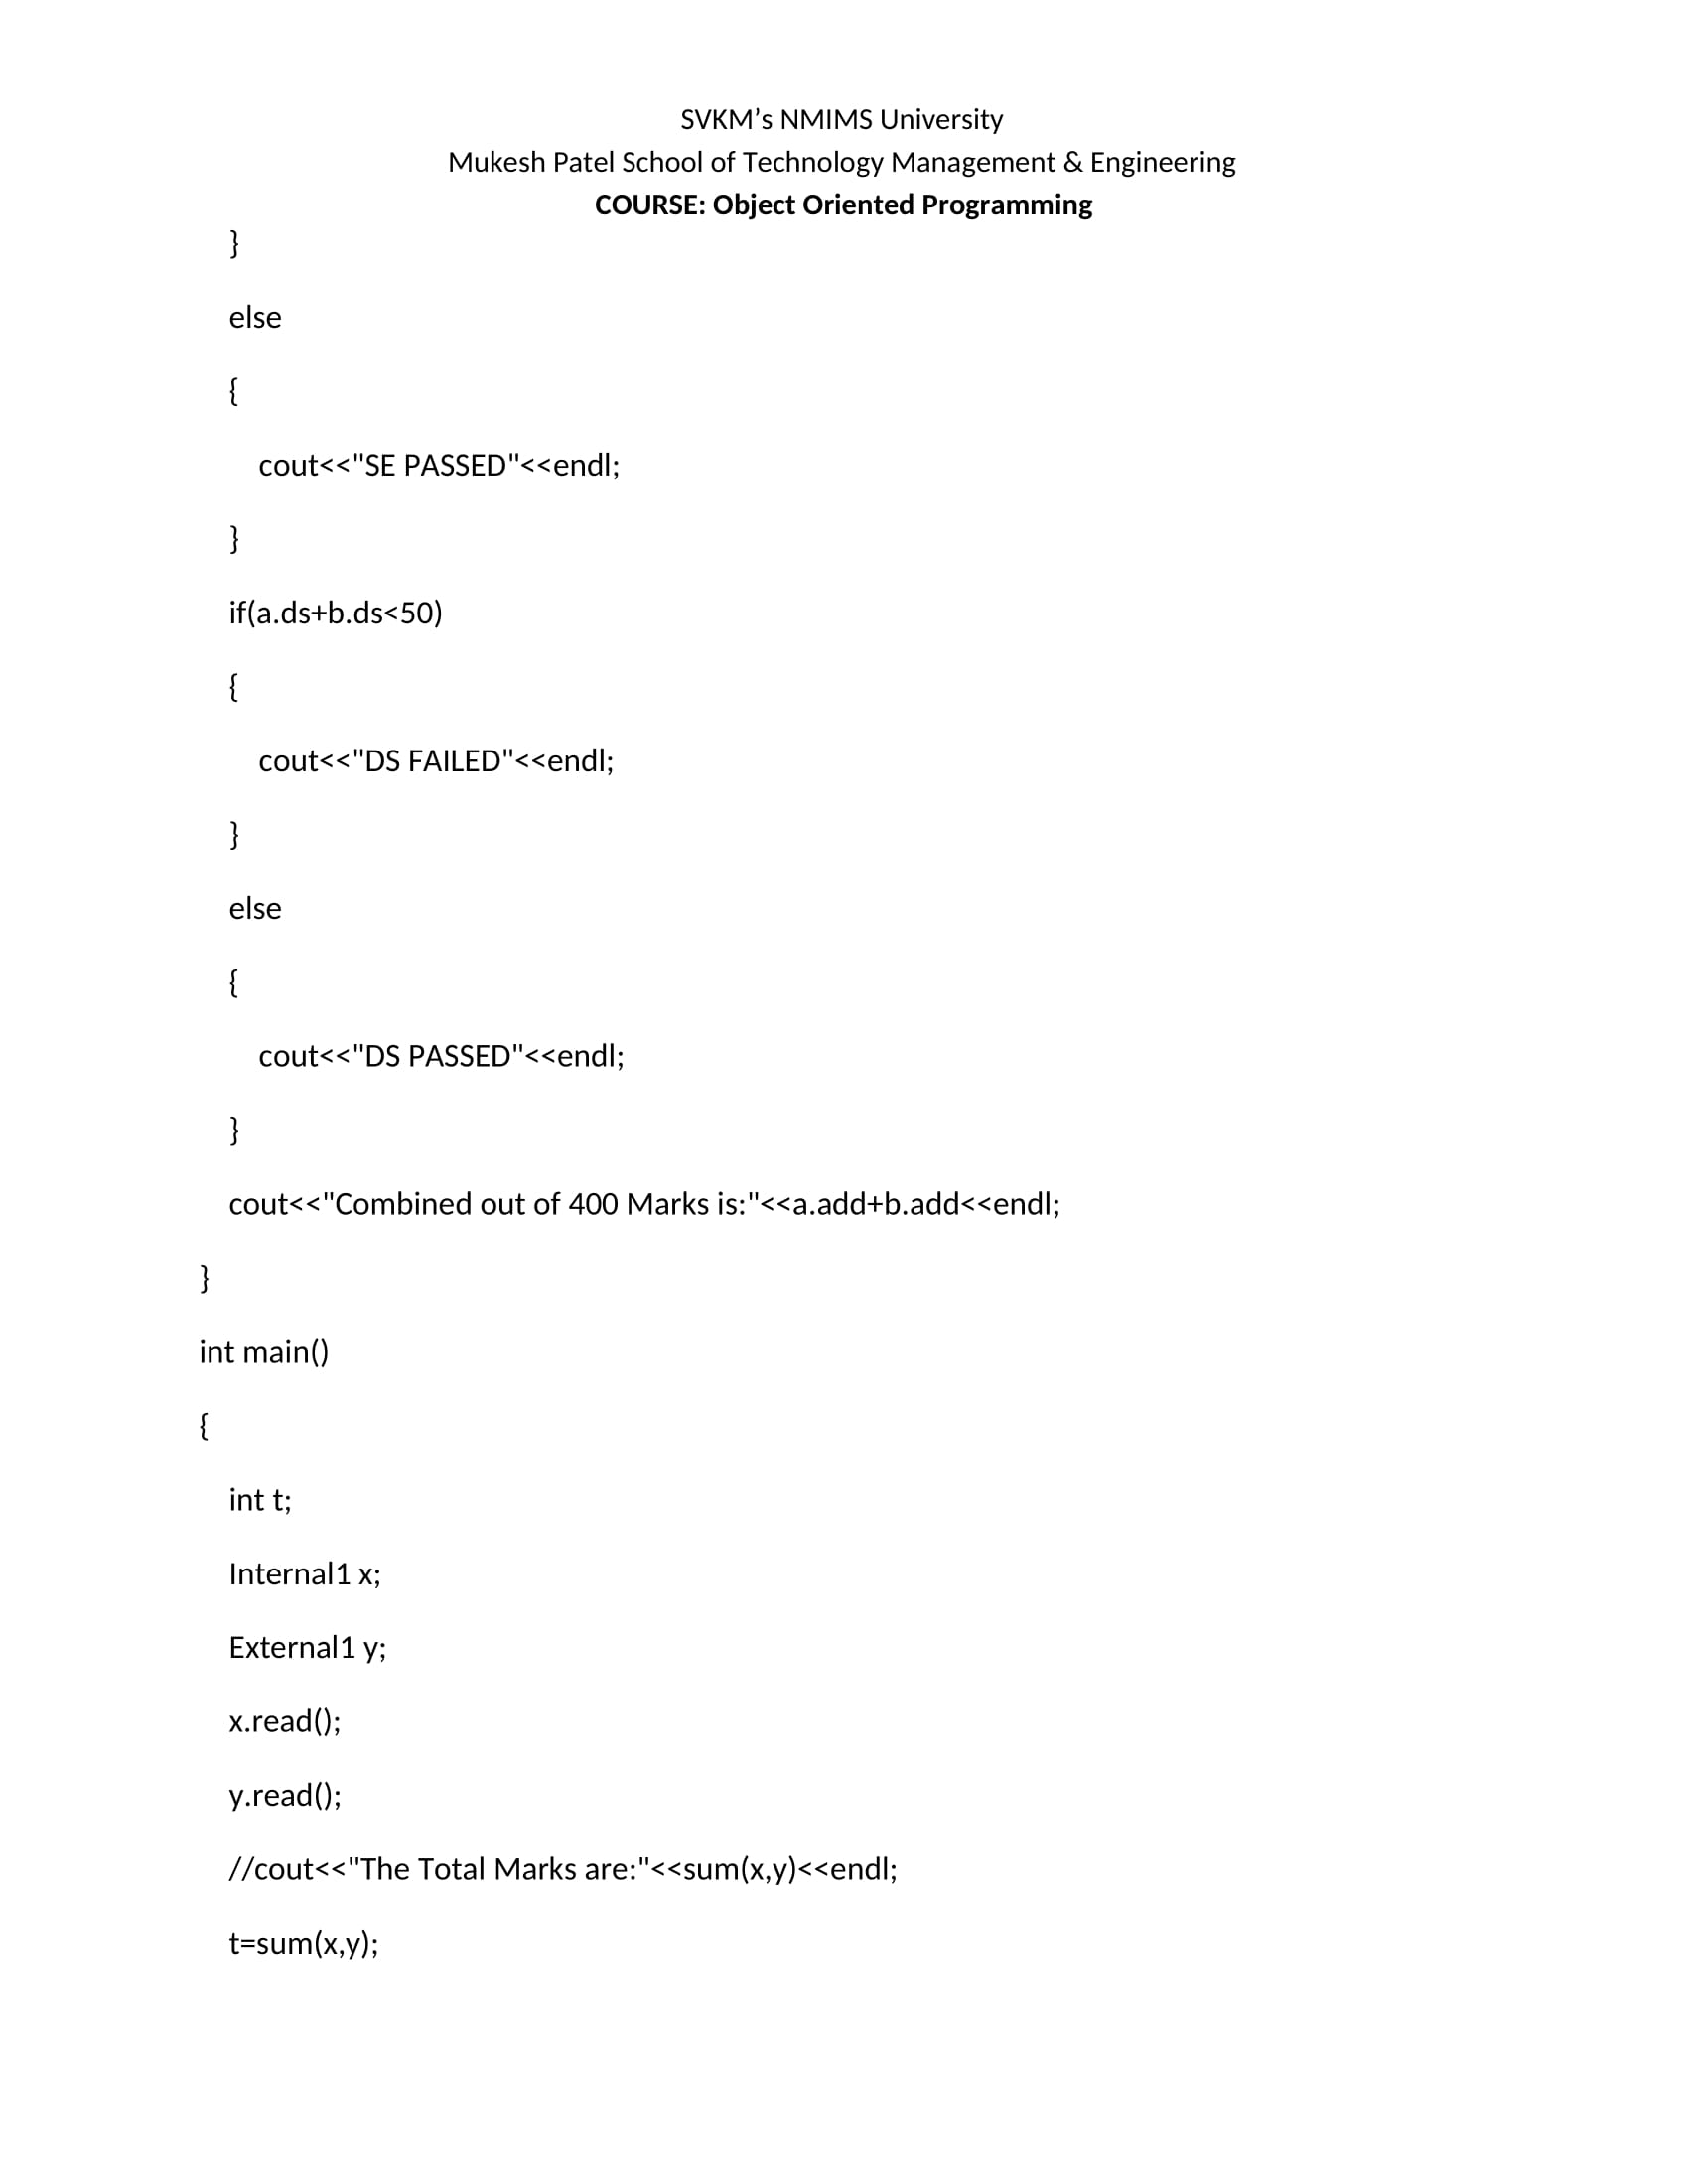 SVKM’s NMIMS University
Mukesh Patel School of Technology Management & Engineering
COURSE: Object Oriented Programming
}
else
{
cout<<"SE PASSED"<<endl;
}
if(a.ds+b.ds<50)
{
cout<<"DS FAILED"<<endl;
}
else
{
cout<<"DS PASSED"<<endl;
}
cout<<"Combined out of 400 Marks is:"<<a.add+b.add<<endl;
}
int main()
{
int t;
Internal1 x;
External1 y;
x.read();
y.read();
//cout<<"The Total Marks are:"<<sum(x,y)<<endl;
t=sum(x,y);